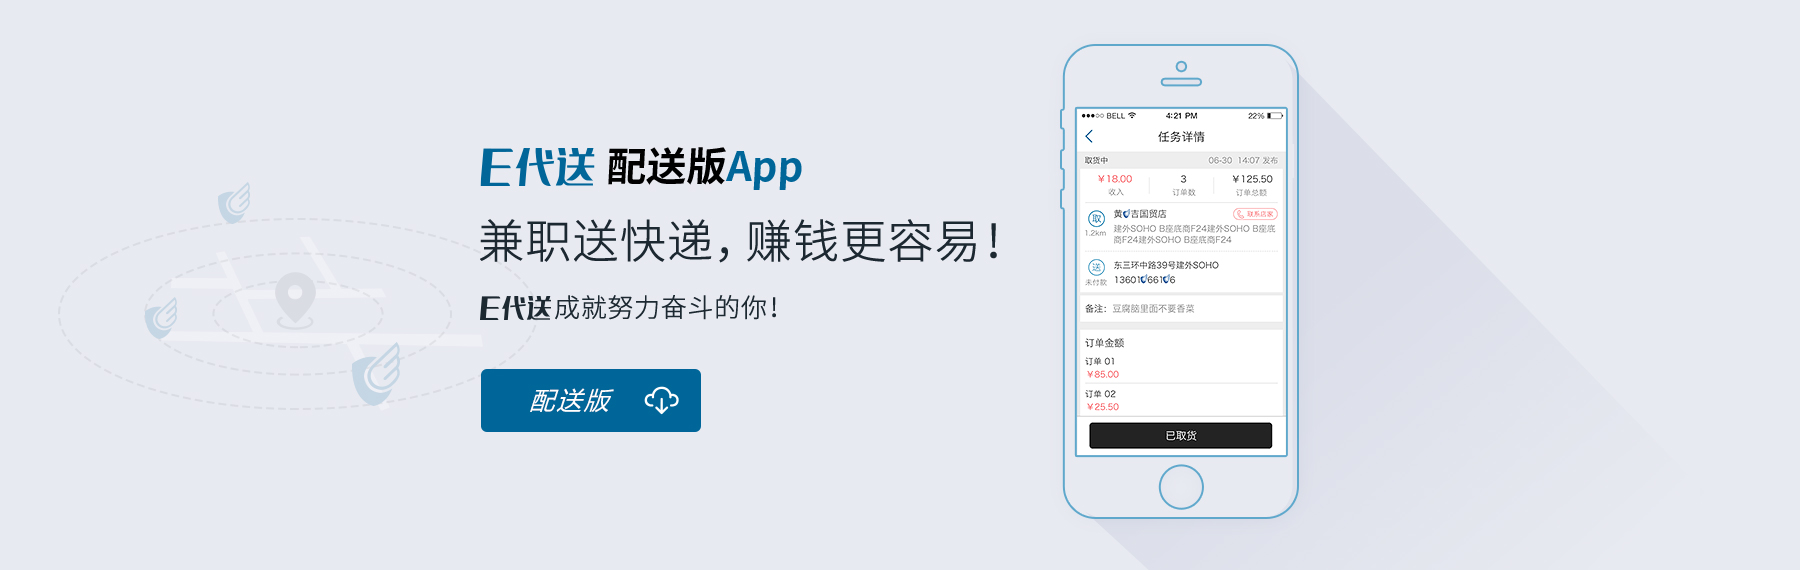 E代送 配送版App
兼职送快递，赚钱更容易！
E代送成就努力奋斗的你！
配送版
BELL 4:21 PM 22%
任务详情
取货中 06-30 14:07 发布
￥18.00 3 ￥125.50
收入 订单数 订单总额
取 黄吉国贸店 联系店家
1.2km 建外SOHO B座底商F24建外SOHO B座底
商F24建外SOHO B座底商F24
送 东三环中路39号建外SOHO
未付款 136016616
备注：豆腐脑里面不要香菜
订单金额
订单 01
￥85.00
订单 02
￥25.50
已取货